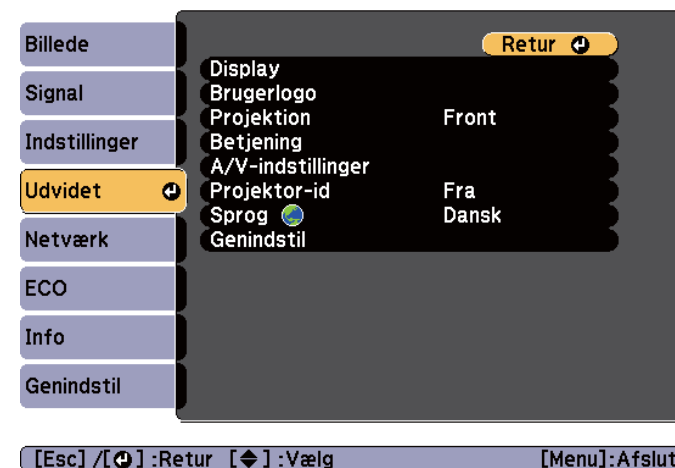 Billede
Signal
Indstillinger
Udvidet
Netværk
ECO
Info
Genindstil
Retur
Display
Brugerlogo
Projektion Front
Betjening
A/V-indstillinger
Projektor-id Fra
Sprog Dansk
Genindstil
[Esc] /[ ] :Retur [ ] :Vælg [Menu]:Afslut